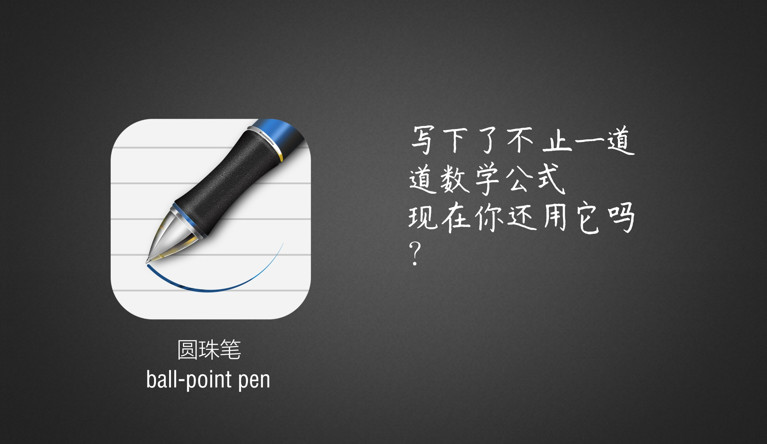 写下了不止一道
道数学公式
现在你还用它吗
?
圆珠笔
ball-point pen